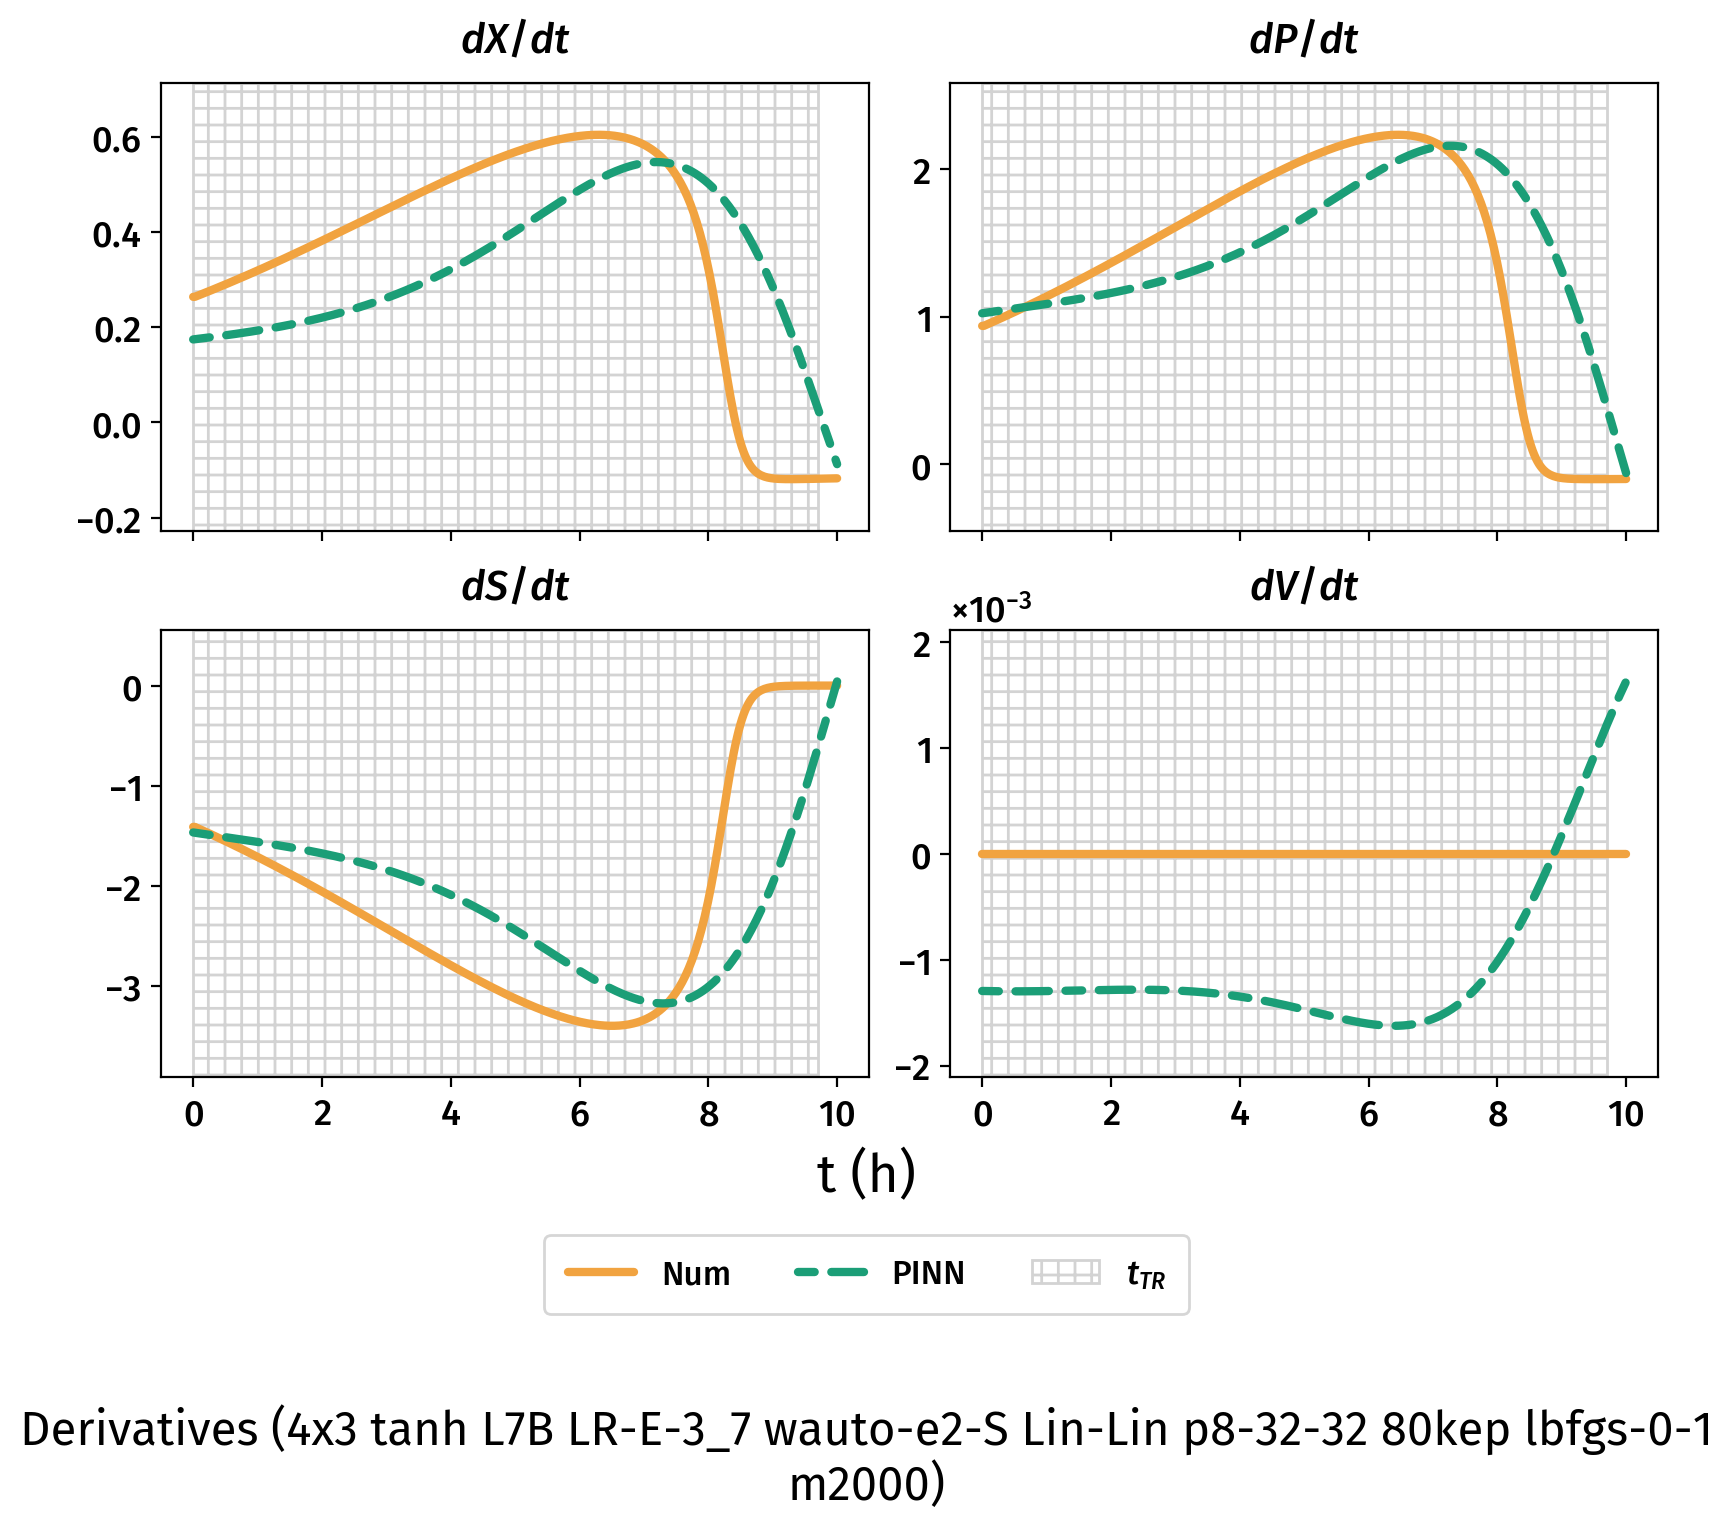 dX/dt
dP/dt
0.6
0.4
0.2
0.0
−0.2
2
1
0
dS/dt
dV/dt
×10⁻³
0
−1
−2
−3
2
1
0
−1
−2
0 2 4 6 8 10
0 2 4 6 8 10
t (h)
Num PINN t_TR
Derivatives (4x3 tanh L7B LR-E-3_7 wauto-e2-S Lin-Lin p8-32-32 80kep lbfgs-0-1
m2000)